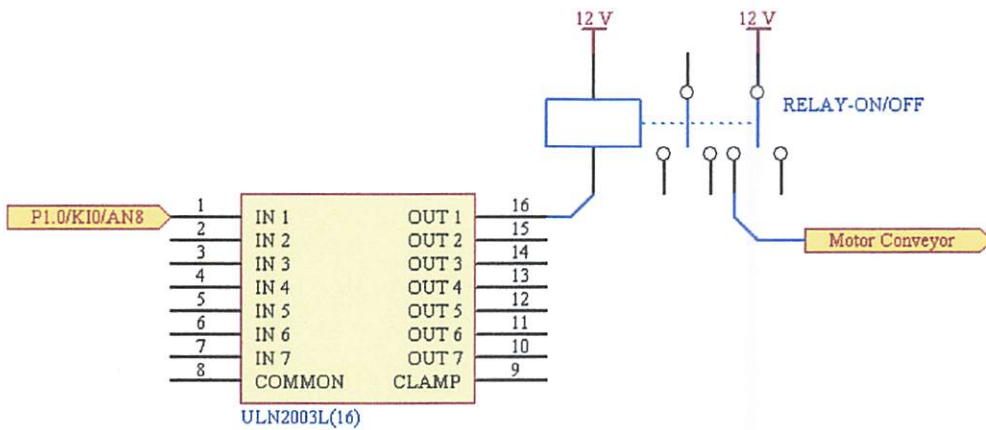 12 V 12 V
RELAY-ON/OFF
P1.0/KI0/AN8
1 IN 1 OUT 1 16
2 IN 2 OUT 2 15
3 IN 3 OUT 3 14
4 IN 4 OUT 4 13
5 IN 5 OUT 5 12
6 IN 6 OUT 6 11
7 IN 7 OUT 7 10
8 COMMON CLAMP 9
Motor Conveyor
ULN2003L(16)